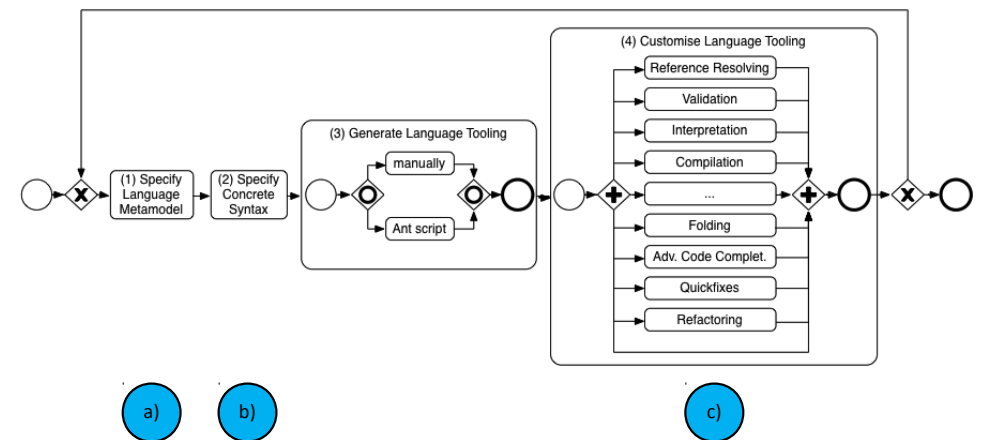 (4) Customise Language Tooling
Reference Resolving
Validation
(3) Generate Language Tooling
Interpretation
manually
Compilation
(1) Specify
Language
Metamodel
(2) Specify
Concrete
Syntax
...
Ant script
Folding
Adv. Code Complet.
Quickfixes
Refactoring
a)
b)
c)